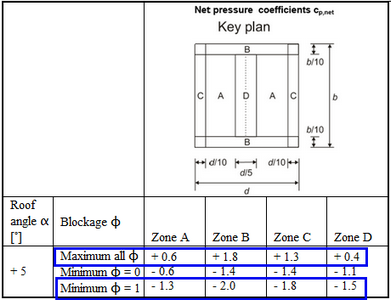 Net pressure coefficients cp,net
Key plan
B
b/10
C A D A C
b
b/10
B
d/10 d/10
d/5
d
Roof
angle α
[°]
Blockage ф
Zone A Zone B Zone C Zone D
+ 5
Maximum all ф + 0.6 + 1.8 + 1.3 + 0.4
Minimum ф = 0 - 0.6 - 1.4 - 1.4 - 1.1
Minimum ф = 1 - 1.3 - 2.0 - 1.8 - 1.5